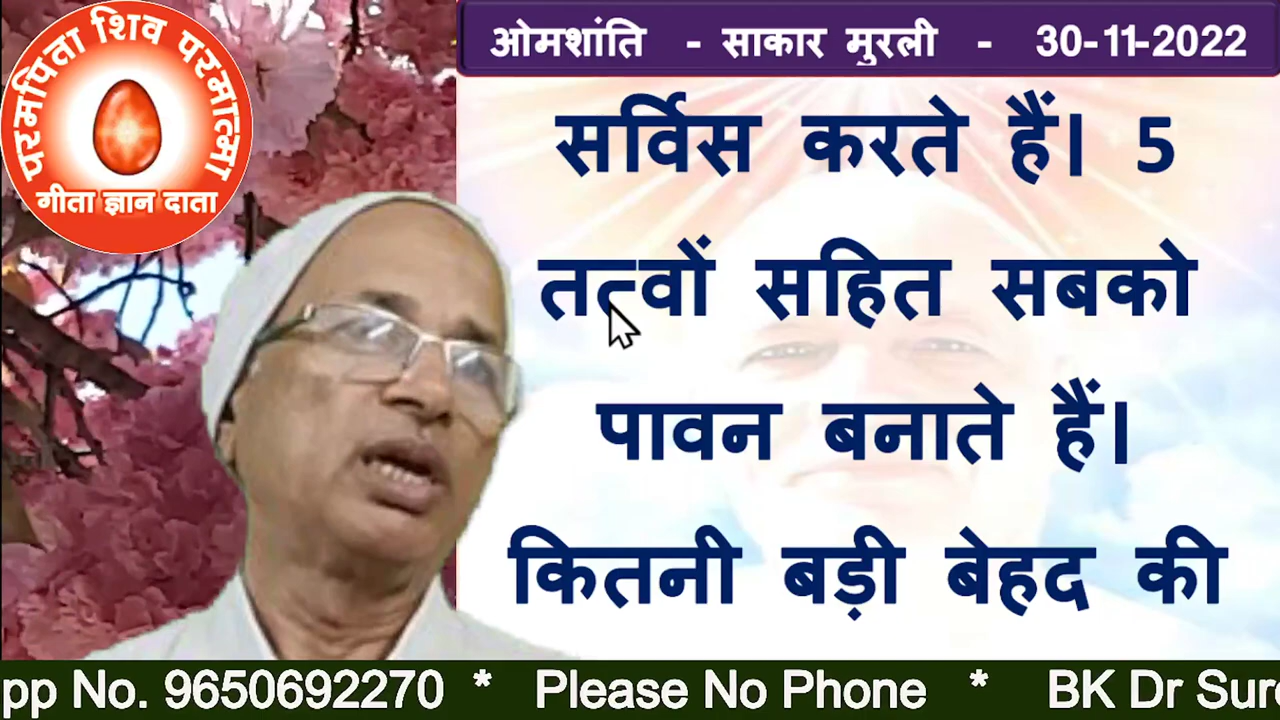 परमपिता शिव परमात्मा
गीता ज्ञान दाता
ओमशांति - साकार मुरली - 30-11-2022
सर्विस करते हैं। 5
तत्वों सहित सबको
पावन बनाते हैं।
कितनी बड़ी बेहद की
pp No. 9650692270 * Please No Phone * BK Dr Sure